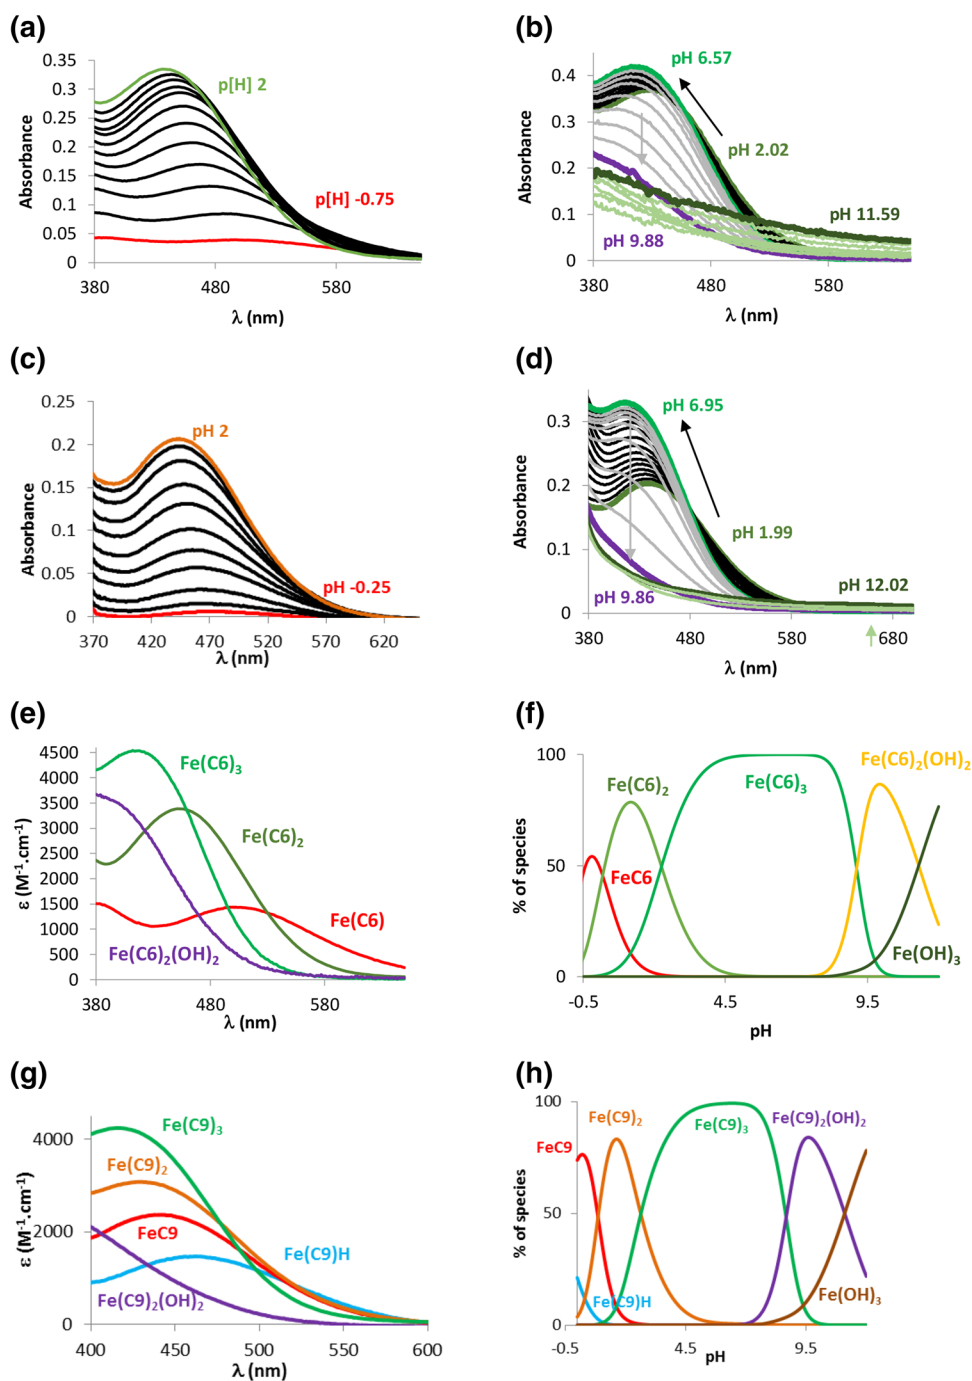 (a)
0.35
0.3
0.25
0.2
0.15
0.1
0.05
0
Absorbance
p[H] 2
p[H] -0.75
380
480
580
λ (nm)
(b)
0.4
0.3
0.2
0.1
0
Absorbance
pH 6.57
pH 2.02
pH 11.59
pH 9.88
380
480
580
λ (nm)
(c)
0.25
0.2
0.15
0.1
0.05
0
Absorbance
pH 2
pH -0.25
370
420
470
520
570
620
λ (nm)
(d)
0.3
0.2
0.1
0
Absorbance
pH 6.95
pH 1.99
pH 12.02
pH 9.86
380
480
580
680
λ (nm)
(e)
4500
4000
3500
3000
2500
2000
1500
1000
500
0
ε (M⁻¹.cm⁻¹)
Fe(C6)₃
Fe(C6)₂
Fe(C6)
Fe(C6)₂(OH)₂
380
480
580
λ (nm)
(f)
100
50
0
% of species
Fe(C6)₂
Fe(C6)₃
Fe(C6)₂(OH)₂
FeC6
Fe(OH)₃
-0.5
4.5
9.5
pH
(g)
4000
2000
0
ε (M⁻¹.cm⁻¹)
Fe(C9)₃
Fe(C9)₂
FeC9
Fe(C9)H
Fe(C9)₂(OH)₂
400
450
500
550
600
λ (nm)
(h)
100
50
0
% of species
FeC9
Fe(C9)₂
Fe(C9)₃
Fe(C9)₂(OH)₂
Fe(C9)H
Fe(OH)₃
-0.5
4.5
9.5
pH